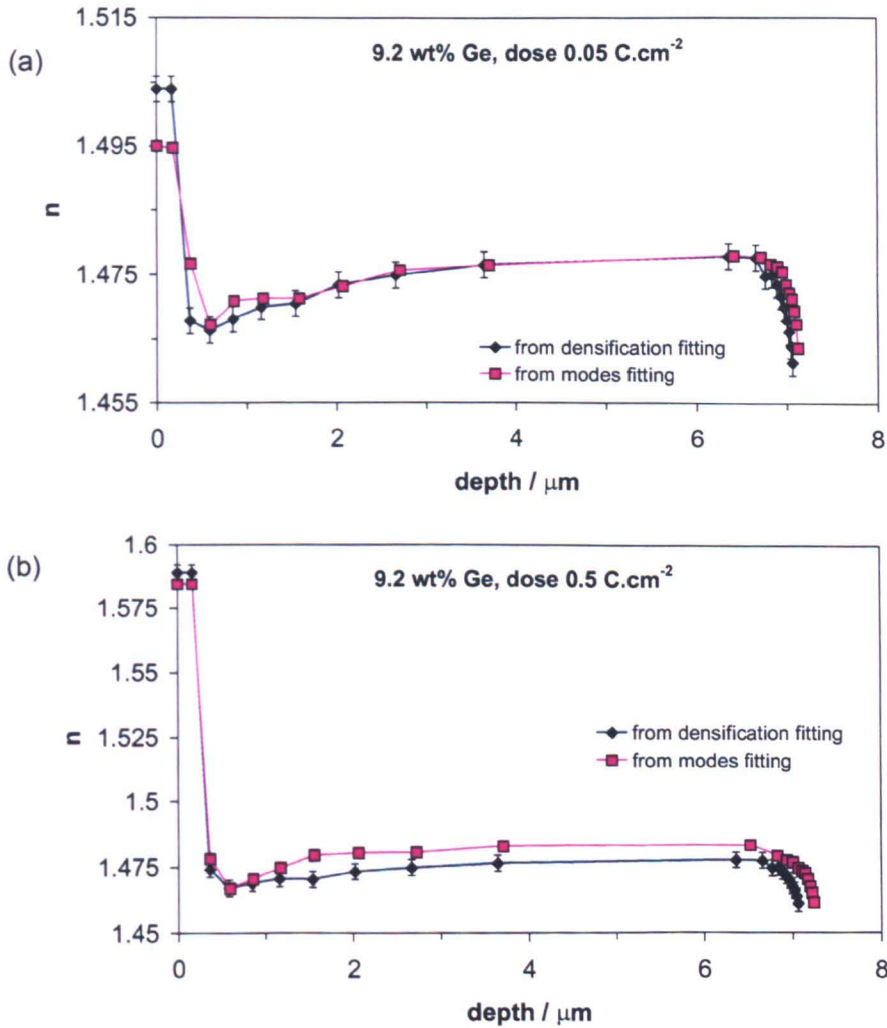 (a)
9.2 wt% Ge, dose 0.05 C.cm⁻²
1.515
1.495
1.475
1.455
n
from densification fitting
from modes fitting
0 2 4 6 8
depth / μm
(b)
9.2 wt% Ge, dose 0.5 C.cm⁻²
1.6
1.575
1.55
1.525
1.5
1.475
1.45
n
from densification fitting
from modes fitting
0 2 4 6 8
depth / μm